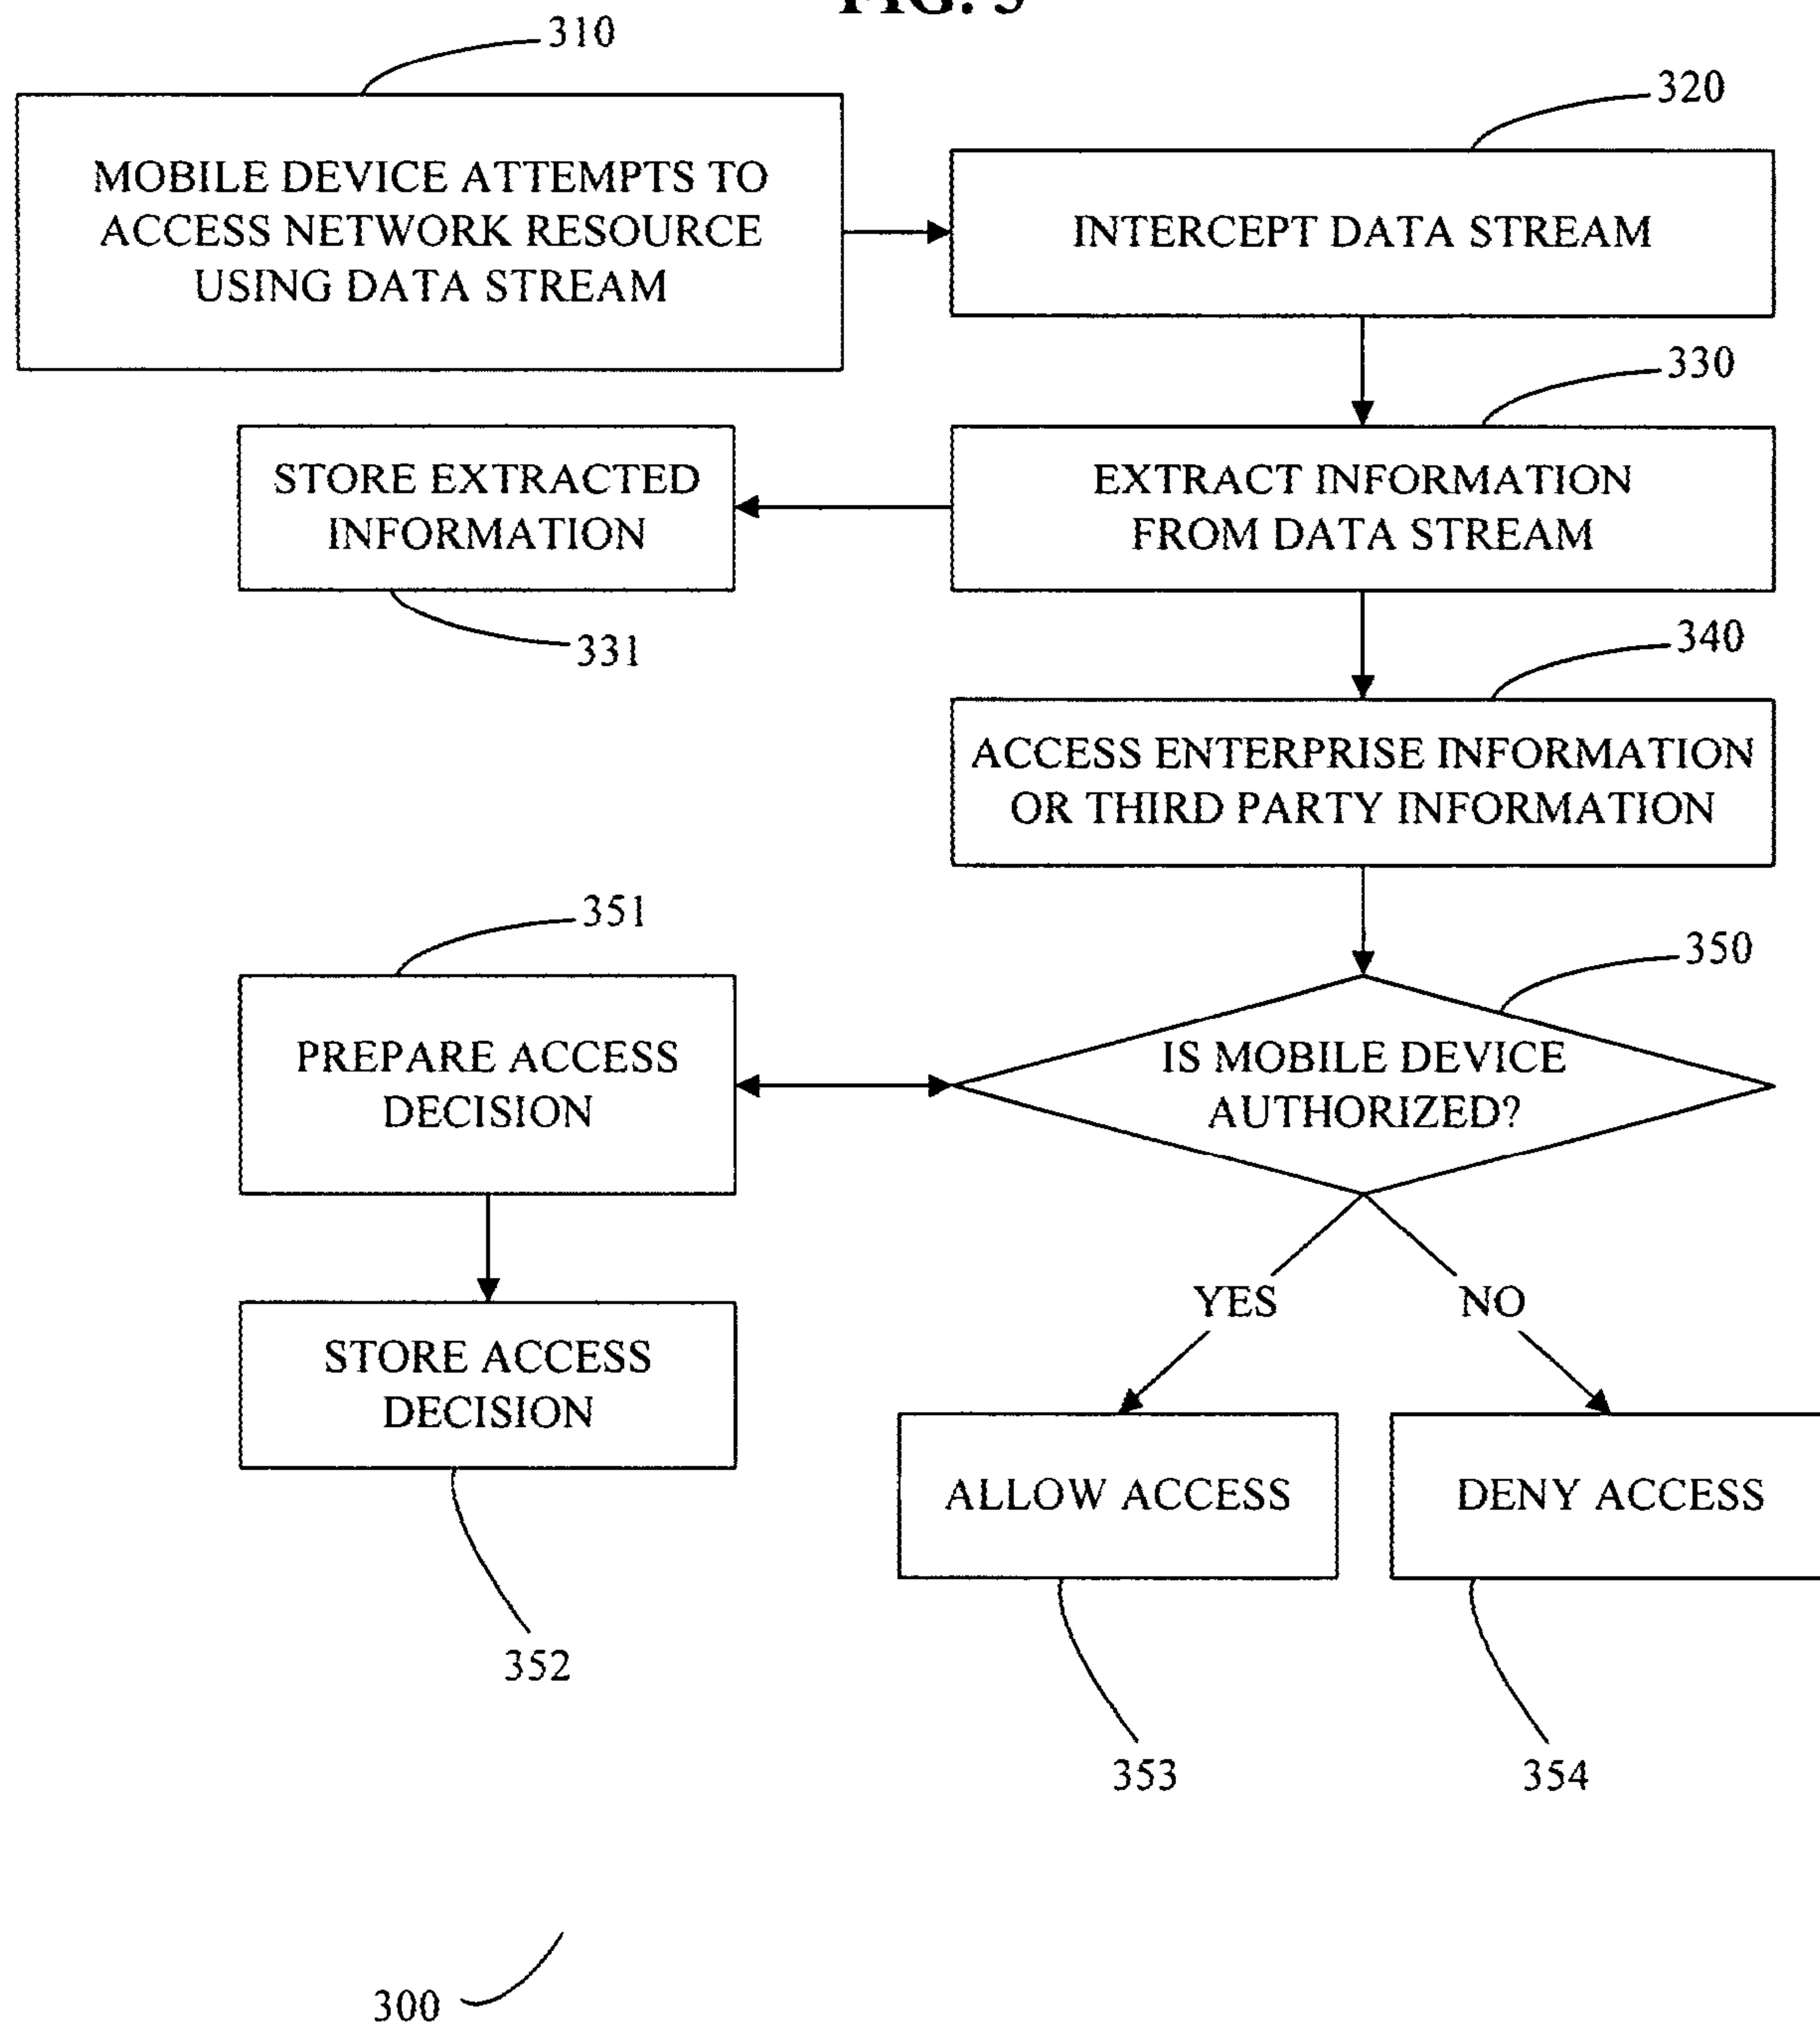 FIG. 3
310
320
MOBILE DEVICE ATTEMPTS TO
ACCESS NETWORK RESOURCE
USING DATA STREAM
INTERCEPT DATA STREAM
330
STORE EXTRACTED
INFORMATION
EXTRACT INFORMATION
FROM DATA STREAM
331
340
ACCESS ENTERPRISE INFORMATION
OR THIRD PARTY INFORMATION
351
350
PREPARE ACCESS
DECISION
IS MOBILE DEVICE
AUTHORIZED?
YES
NO
STORE ACCESS
DECISION
ALLOW ACCESS
DENY ACCESS
352
353
354
300